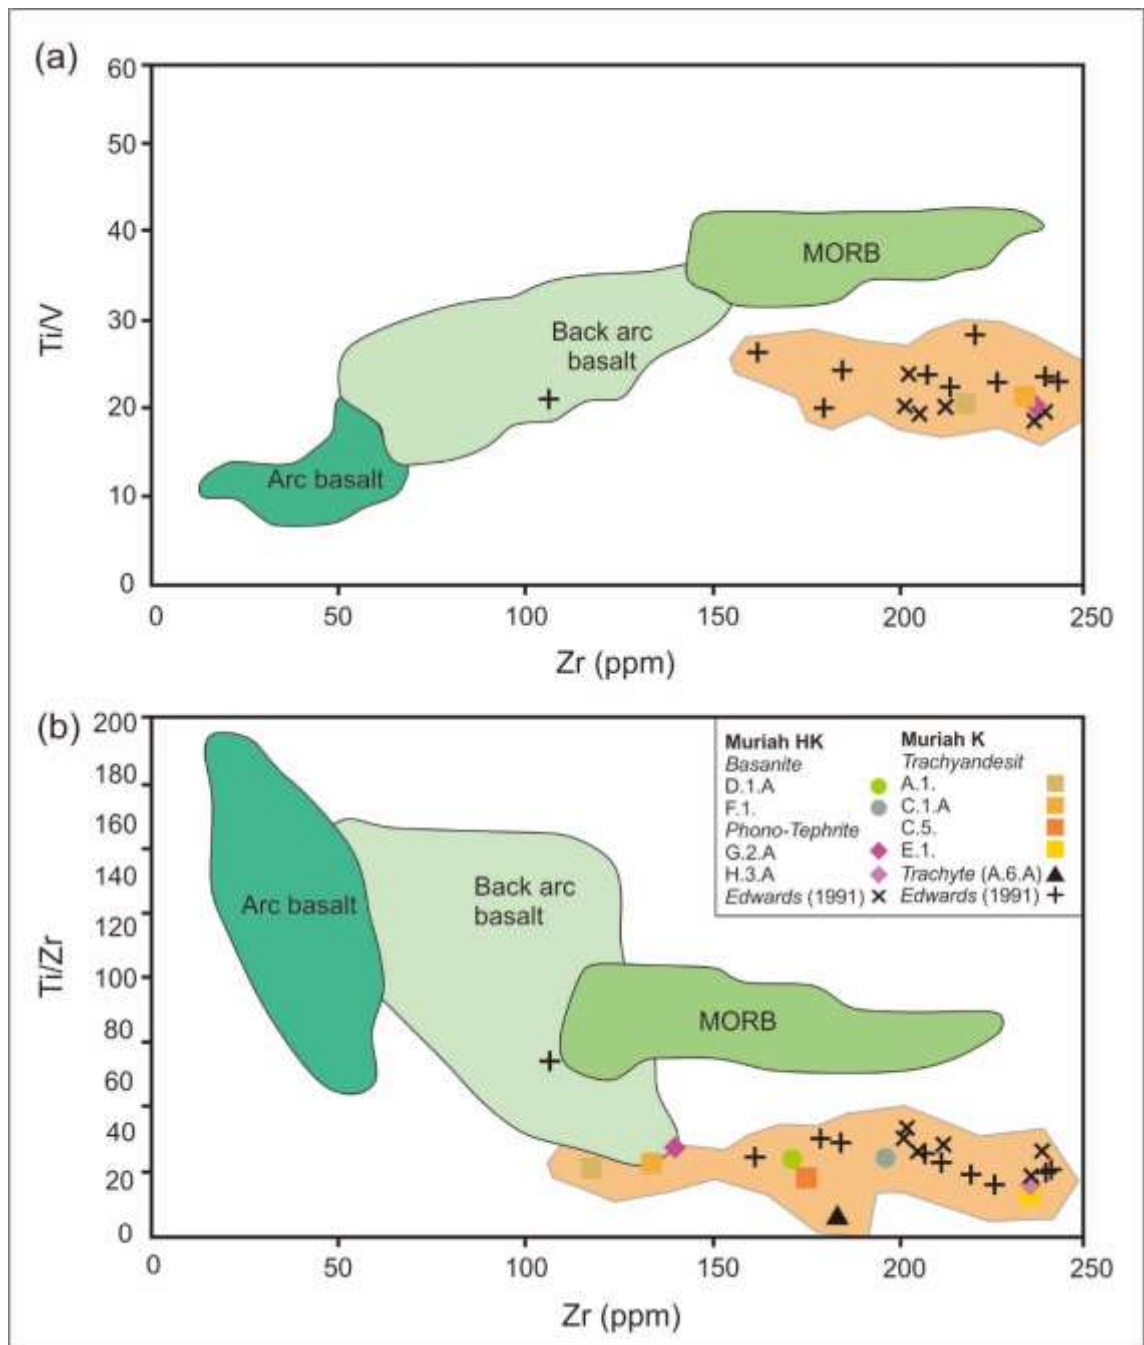 (a)
60
50
40
30
20
10
0
Ti/V
MORB
Back arc
basalt
Arc basalt
0 50 100 150 200 250
Zr (ppm)
(b)
200
180
160
140
120
100
80
60
40
20
0
Ti/Zr
Arc basalt
Back arc
basalt
MORB
Muriah HK Muriah K
Basanite Trachyandesit
D.1.A A.1.
F.1. C.1.A
Phono-Tephrite C.5.
G.2.A E.1.
H.3.A Trachyte (A.6.A)
Edwards (1991) Edwards (1991)
0 50 100 150 200 250
Zr (ppm)